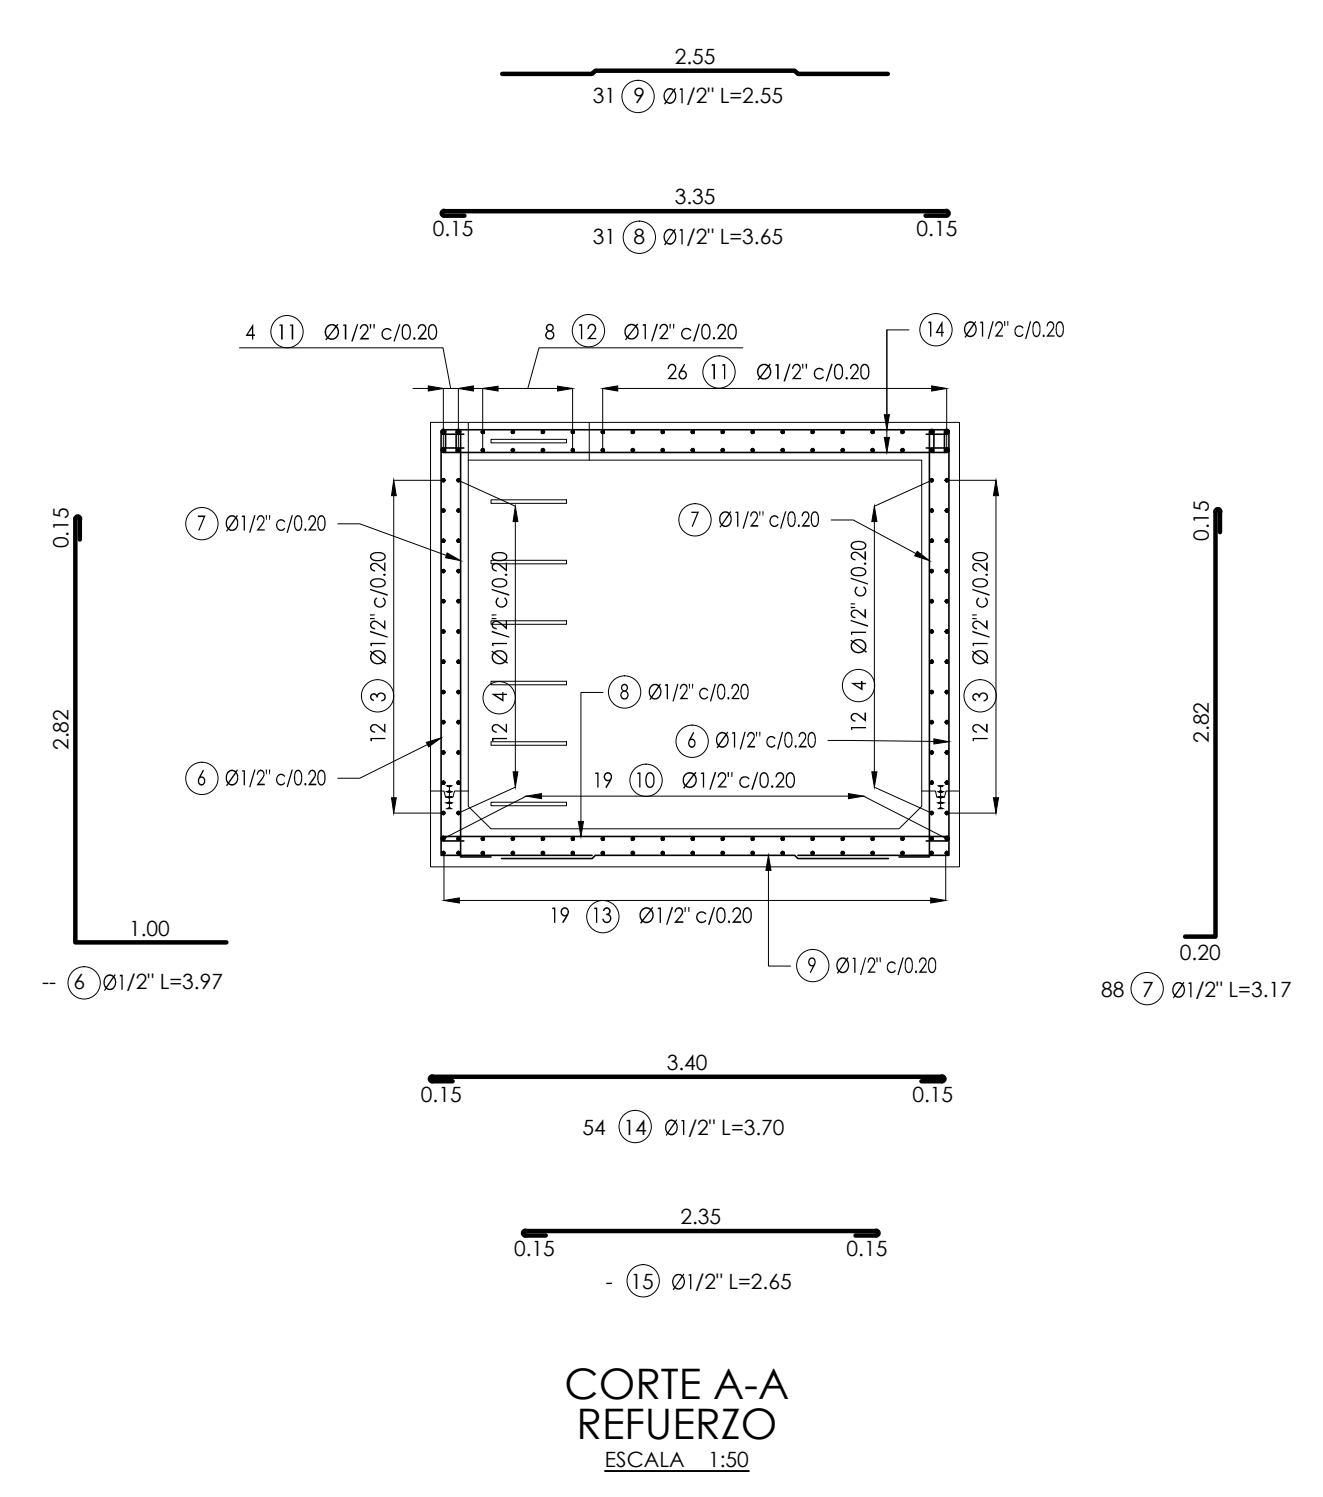 2.55
31 9 Ø1/2" L=2.55
3.35
0.15 0.15
31 8 Ø1/2" L=3.65
4 11 Ø1/2" c/0.20
8 12 Ø1/2" c/0.20
14 Ø1/2" c/0.20
26 11 Ø1/2" c/0.20
7 Ø1/2" c/0.20
7 Ø1/2" c/0.20
12 3 Ø1/2" c/0.20
12 4 Ø1/2" c/0.20
12 4 Ø1/2" c/0.20
12 3 Ø1/2" c/0.20
8 Ø1/2" c/0.20
6 Ø1/2" c/0.20
6 Ø1/2" c/0.20
19 10 Ø1/2" c/0.20
19 13 Ø1/2" c/0.20
9 Ø1/2" c/0.20
0.15
2.82
1.00
-- 6 Ø1/2" L=3.97
0.15
2.82
0.20
88 7 Ø1/2" L=3.17
3.40
0.15 0.15
54 14 Ø1/2" L=3.70
2.35
0.15 0.15
- 15 Ø1/2" L=2.65
CORTE A-A
REFUERZO
ESCALA 1:50